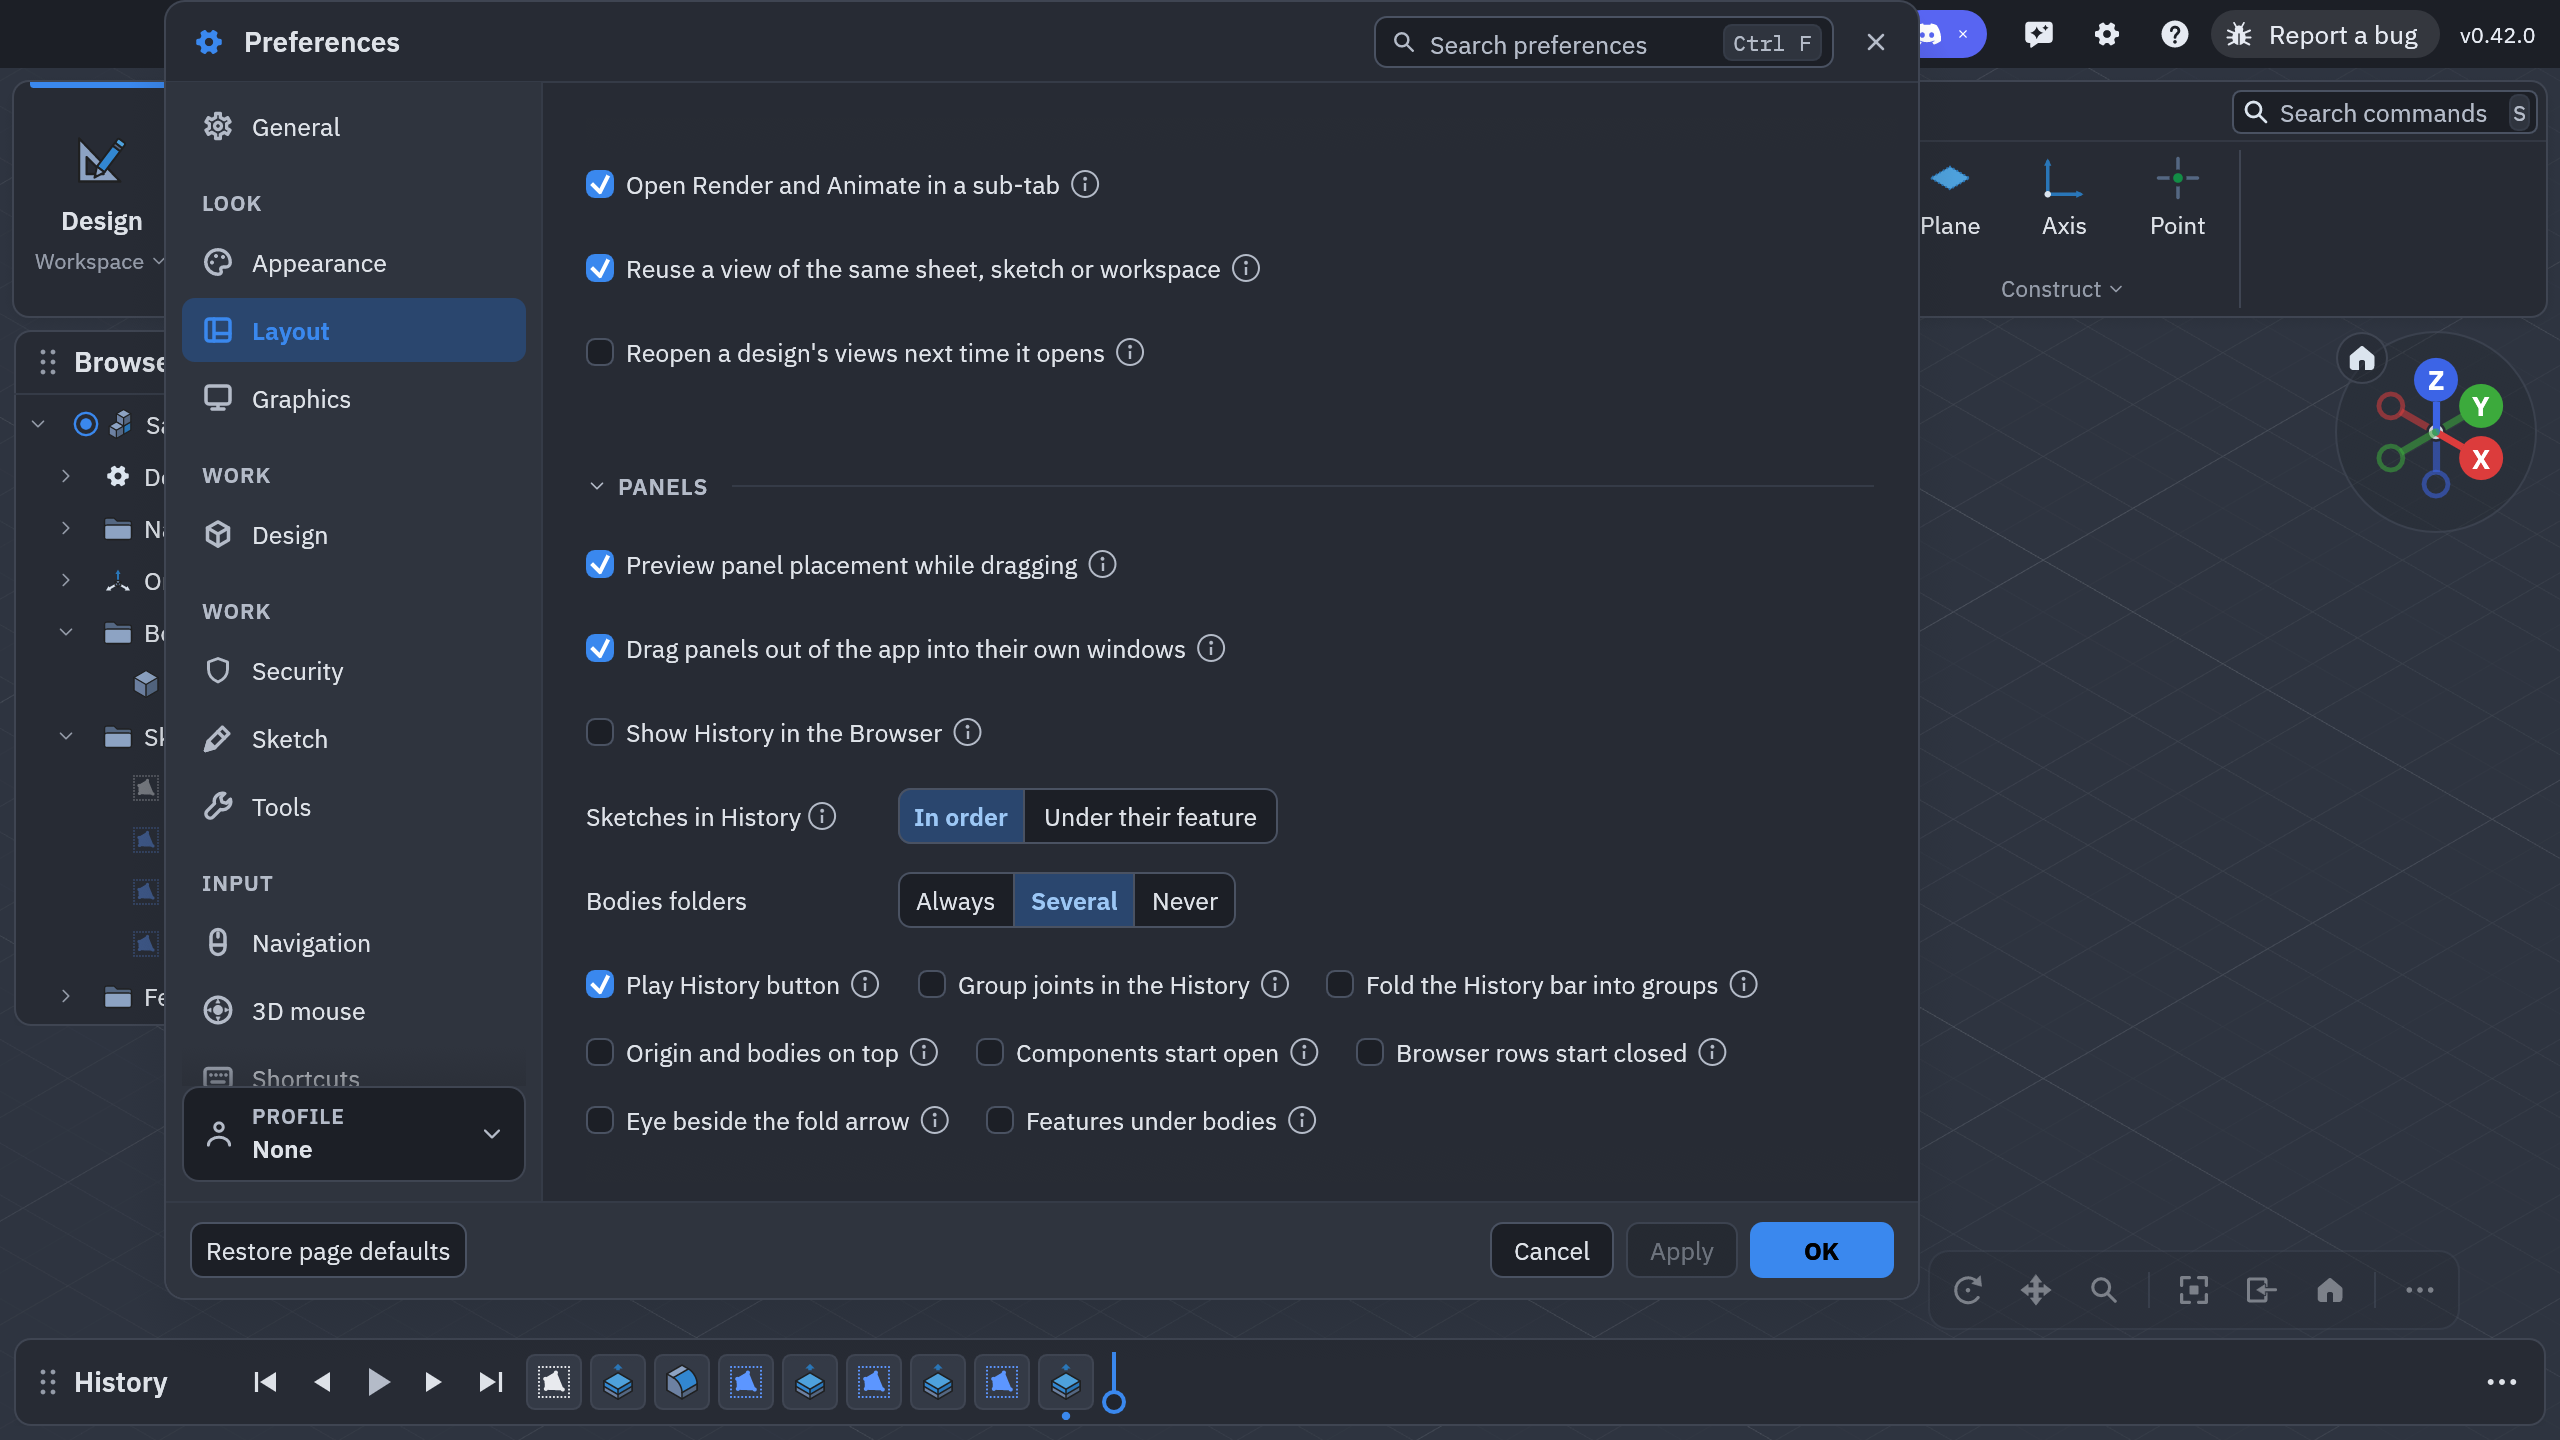 Preferences
Search preferences
Ctrl F
Report a bug
v0.42.0
General
LOOK
Appearance
Layout
Graphics
WORK
Design
WORK
Security
Sketch
Tools
INPUT
Navigation
3D mouse
Shortcuts
PROFILE
None
Open Render and Animate in a sub-tab
Reuse a view of the same sheet, sketch or workspace
Reopen a design's views next time it opens
PANELS
Preview panel placement while dragging
Drag panels out of the app into their own windows
Show History in the Browser
Sketches in History
In order
Under their feature
Bodies folders
Always
Several
Never
Play History button
Group joints in the History
Fold the History bar into groups
Origin and bodies on top
Components start open
Browser rows start closed
Eye beside the fold arrow
Features under bodies
Restore page defaults
Cancel
Apply
OK
Design
Workspace
Browse
Sa
Na
Sk
Fe
Search commands
S
Plane
Axis
Point
Construct
Z
Y
X
History